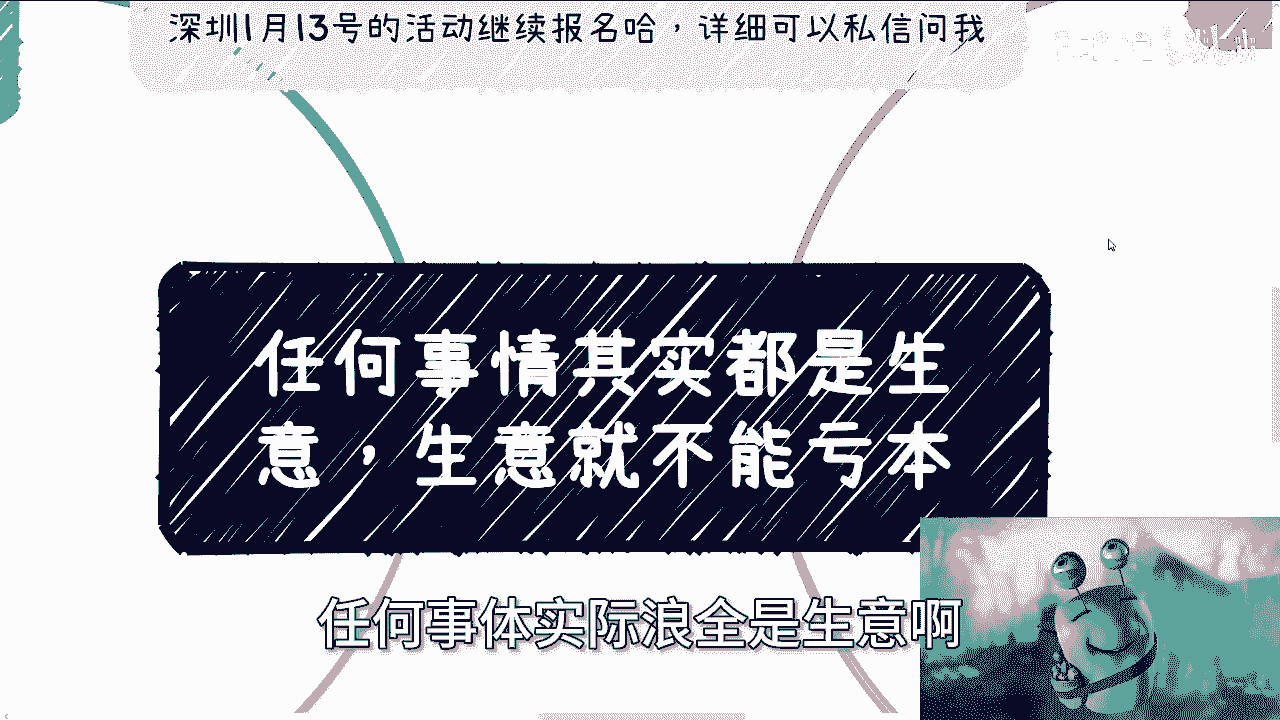 深圳1月13号的活动继续报名哈，详细可以私信问我
任何事情其实都是生
意，生意就不能亏本
任何事体实际浪全是生意啊